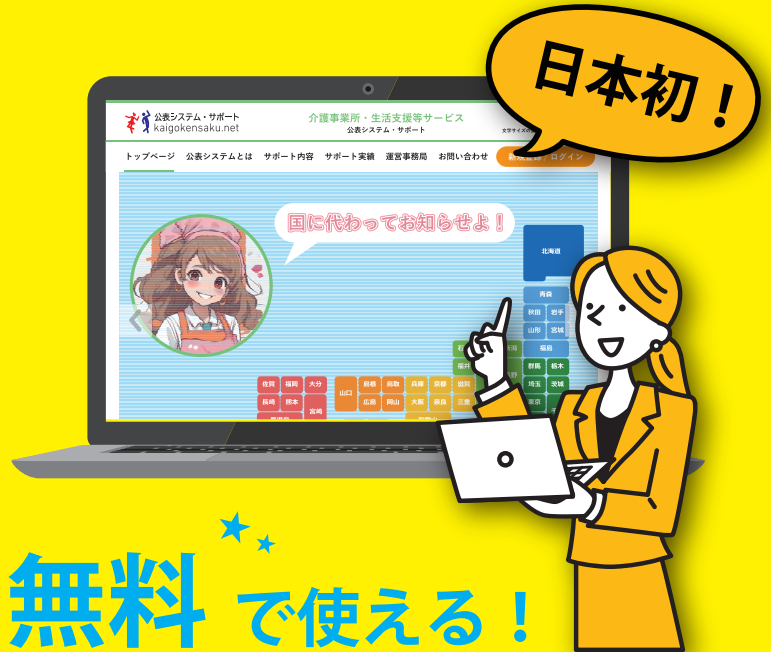 日本初！
公表システム・サポート
kaigokensaku.net
介護事業所・生活支援等サービス
公表システム・サポート
トップページ 公表システムとは サポート内容 サポート実績 運営事務局 お問い合わせ ログイン
国に代わってお知らせよ！
北海道
青森
秋田 岩手
山形 宮城
福島
福井
群馬 栃木
佐賀 福岡 大分 山口 島根 鳥取 兵庫 京都 滋賀 埼玉 茨城
長崎 熊本 宮崎 広島 岡山 大阪 奈良 三重 東京
無料で使える！